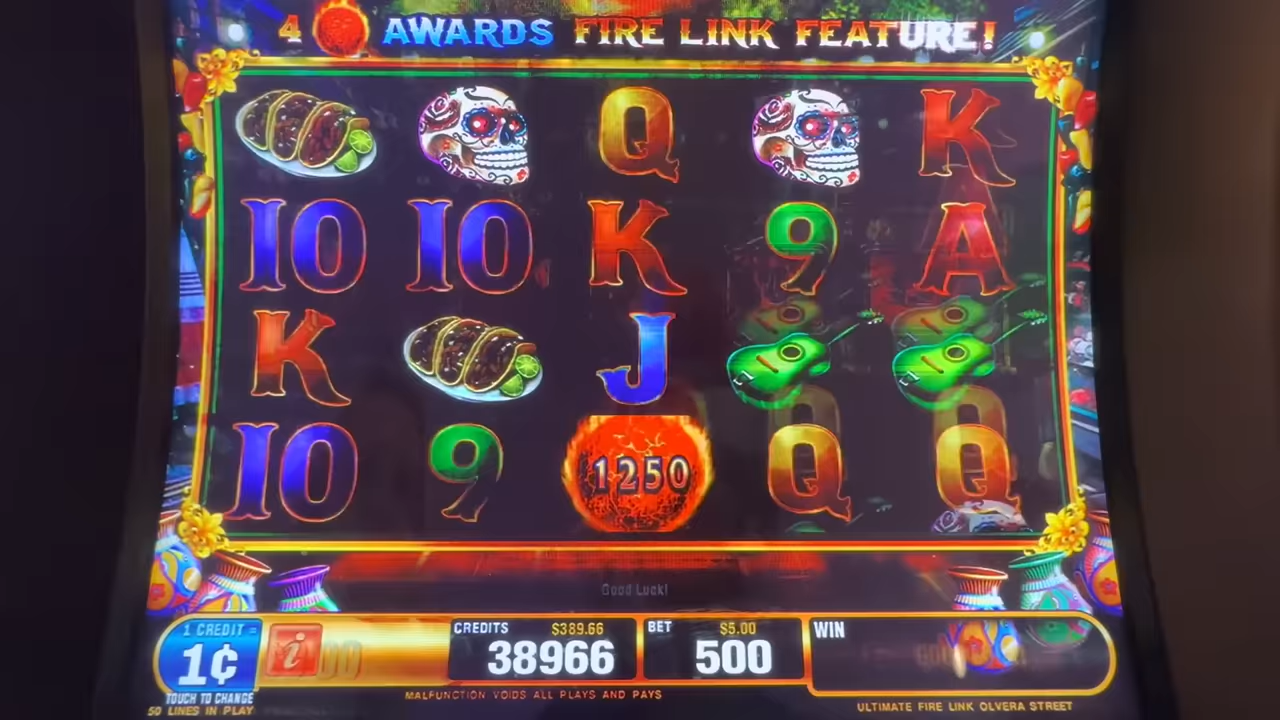 4 AWARDS FIRE LINK FEATURE!
Q K
10 10 K 9 A
K J
10 9 1250 Q Q
Good Luck!
1 CREDIT =
1¢
TOUCH TO CHANGE
50 LINES IN PLAY
i
CREDITS $389.66
38966
BET $5.00
500
WIN
MALFUNCTION VOIDS ALL PLAYS AND PAYS
ULTIMATE FIRE LINK OLVERA STREET